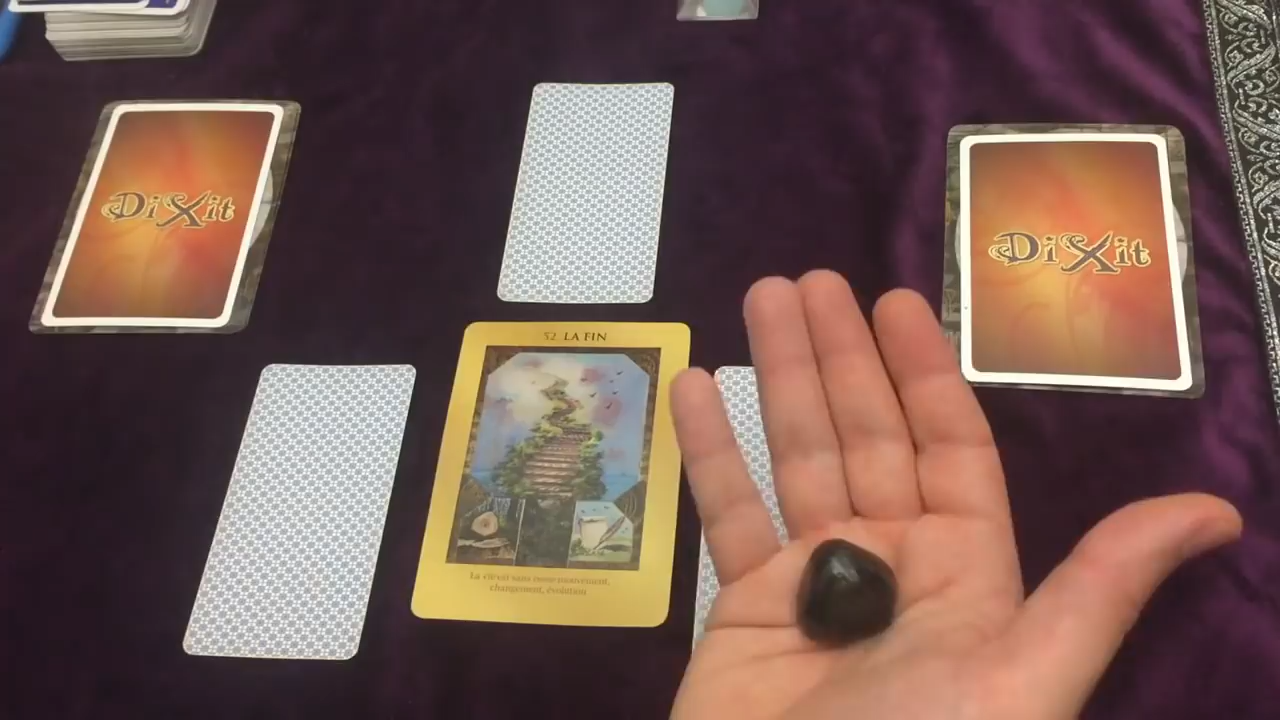 DiXit
DiXit
52 LA FIN
La vie est sans cesse mouvement,
changement, évolution